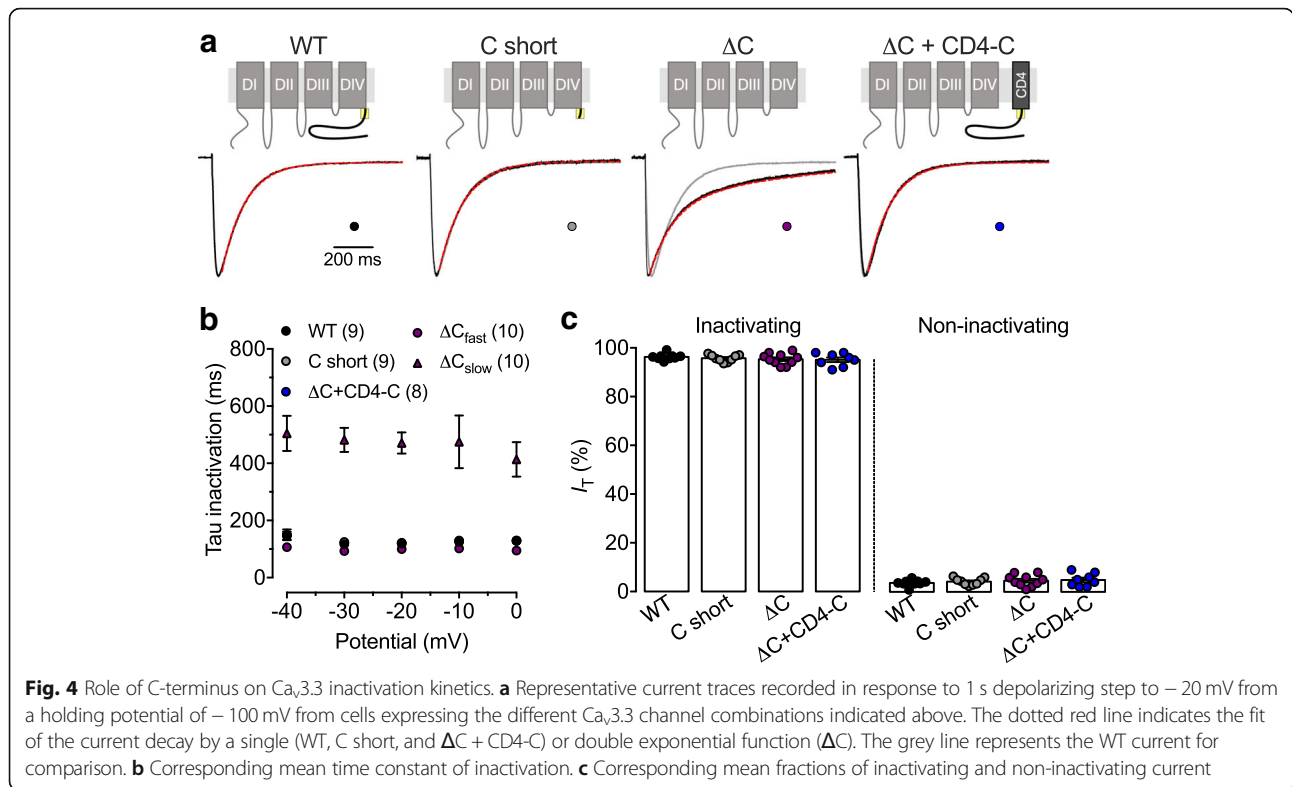 a
WT
C short
ΔC
ΔC + CD4-C
DI DII DIII DIV
DI DII DIII DIV
DI DII DIII DIV
DI DII DIII DIV CD4
200 ms
b
WT (9)
C short (9)
ΔC+CD4-C (8)
ΔCfast (10)
ΔCslow (10)
800
600
400
200
0
Tau inactivation (ms)
-40 -30 -20 -10 0
Potential (mV)
c
Inactivating
Non-inactivating
100
80
60
40
20
0
IT (%)
WT C short ΔC ΔC+CD4-C
WT C short ΔC ΔC+CD4-C
Fig. 4 Role of C-terminus on Cav3.3 inactivation kinetics. a Representative current traces recorded in response to 1 s depolarizing step to − 20 mV from
a holding potential of − 100 mV from cells expressing the different Cav3.3 channel combinations indicated above. The dotted red line indicates the fit
of the current decay by a single (WT, C short, and ΔC + CD4-C) or double exponential function (ΔC). The grey line represents the WT current for
comparison. b Corresponding mean time constant of inactivation. c Corresponding mean fractions of inactivating and non-inactivating current